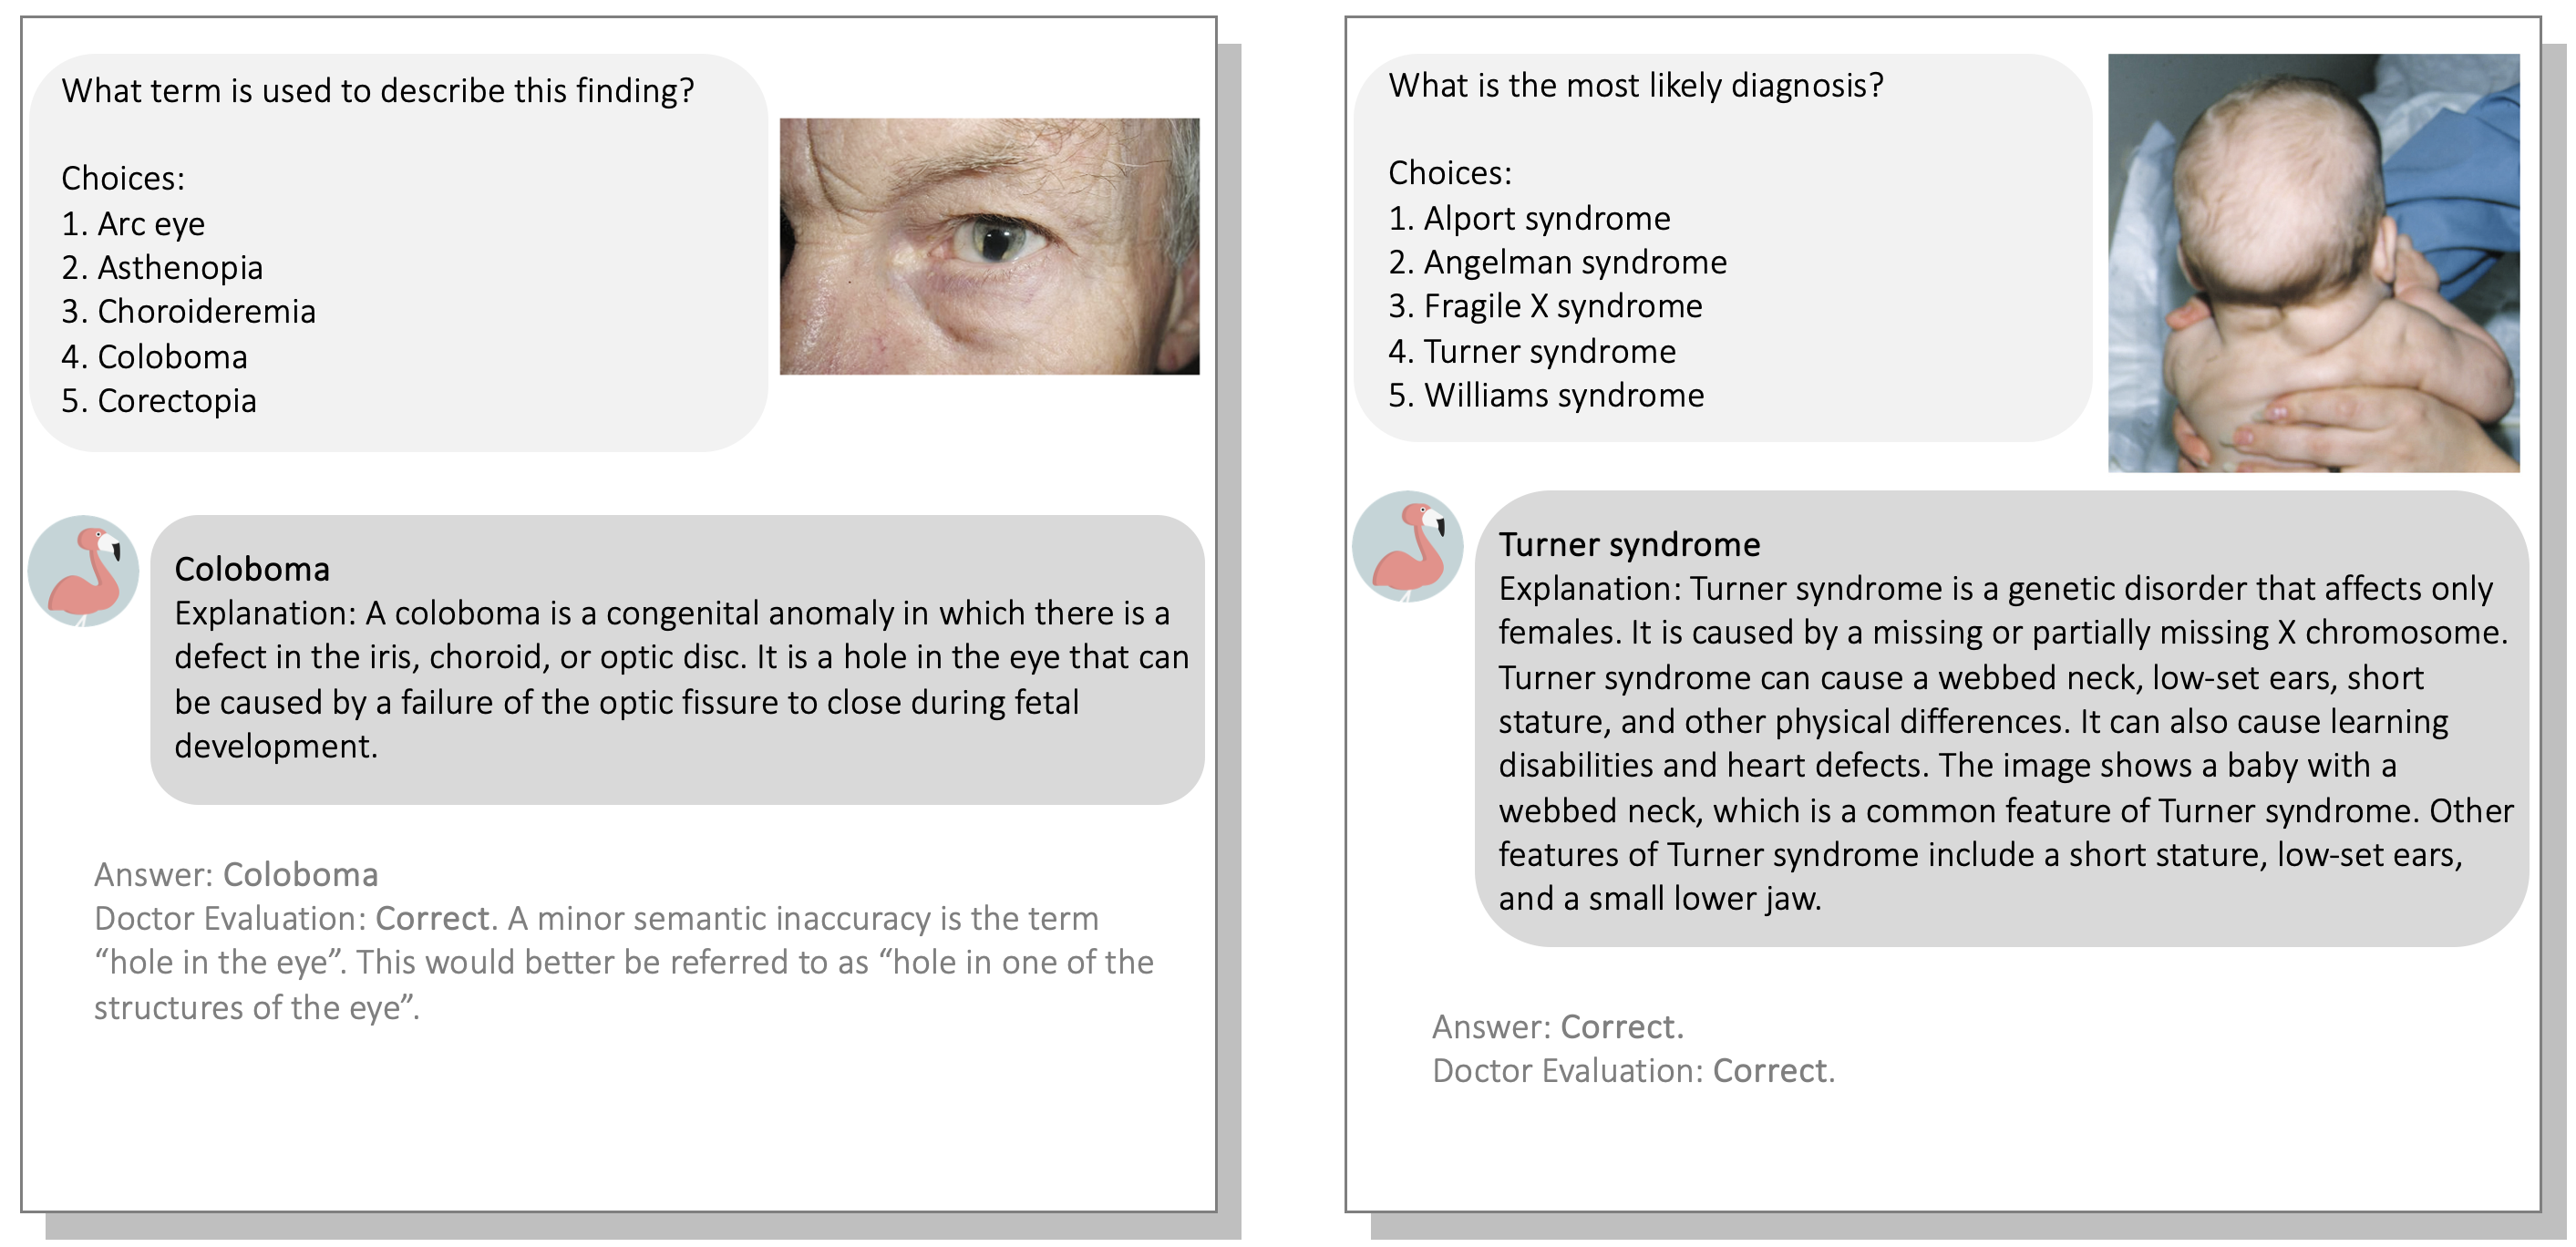 What term is used to describe this finding?
Choices:
1. Arc eye
2. Asthenopia
3. Choroideremia
4. Coloboma
5. Corectopia
Coloboma
Explanation: A coloboma is a congenital anomaly in which there is a
defect in the iris, choroid, or optic disc. It is a hole in the eye that can
be caused by a failure of the optic fissure to close during fetal
development.
Answer: Coloboma
Doctor Evaluation: Correct. A minor semantic inaccuracy is the term
“hole in the eye”. This would better be referred to as “hole in one of the
structures of the eye”.
What is the most likely diagnosis?
Choices:
1. Alport syndrome
2. Angelman syndrome
3. Fragile X syndrome
4. Turner syndrome
5. Williams syndrome
Turner syndrome
Explanation: Turner syndrome is a genetic disorder that affects only
females. It is caused by a missing or partially missing X chromosome.
Turner syndrome can cause a webbed neck, low-set ears, short
stature, and other physical differences. It can also cause learning
disabilities and heart defects. The image shows a baby with a
webbed neck, which is a common feature of Turner syndrome. Other
features of Turner syndrome include a short stature, low-set ears,
and a small lower jaw.
Answer: Correct.
Doctor Evaluation: Correct.